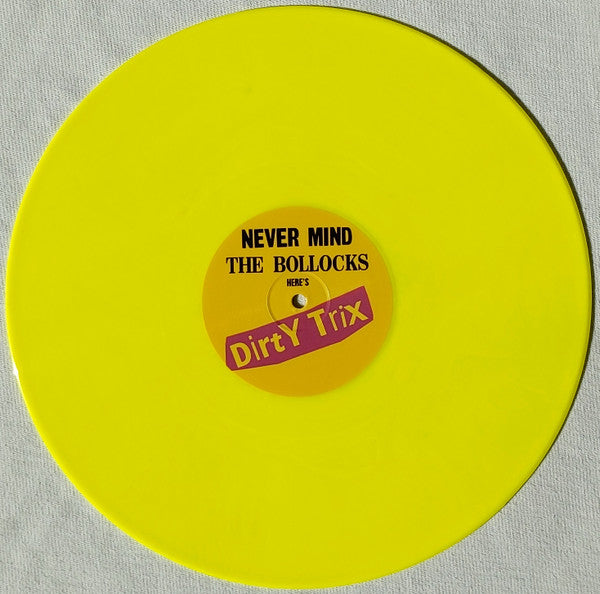 NEVER MIND
THE BOLLOCKS
HERE'S
DirtY TriX